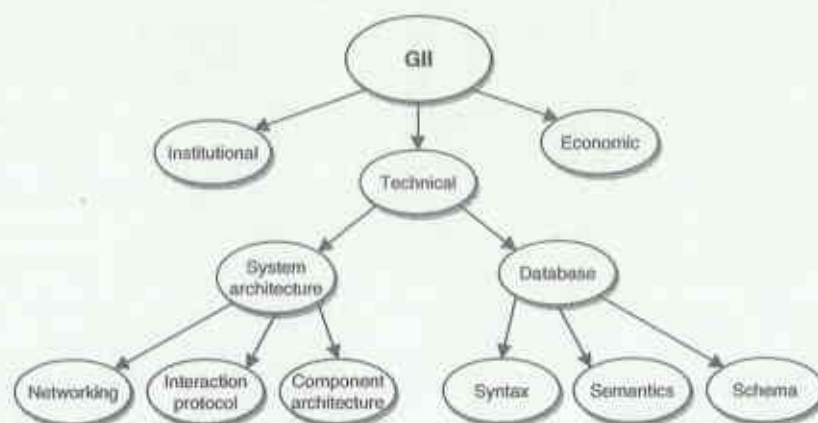 GII
Institutional
Economic
Technical
System
architecture
Database
Networking
Interaction
protocol
Component
architecture
Syntax
Semantics
Schema